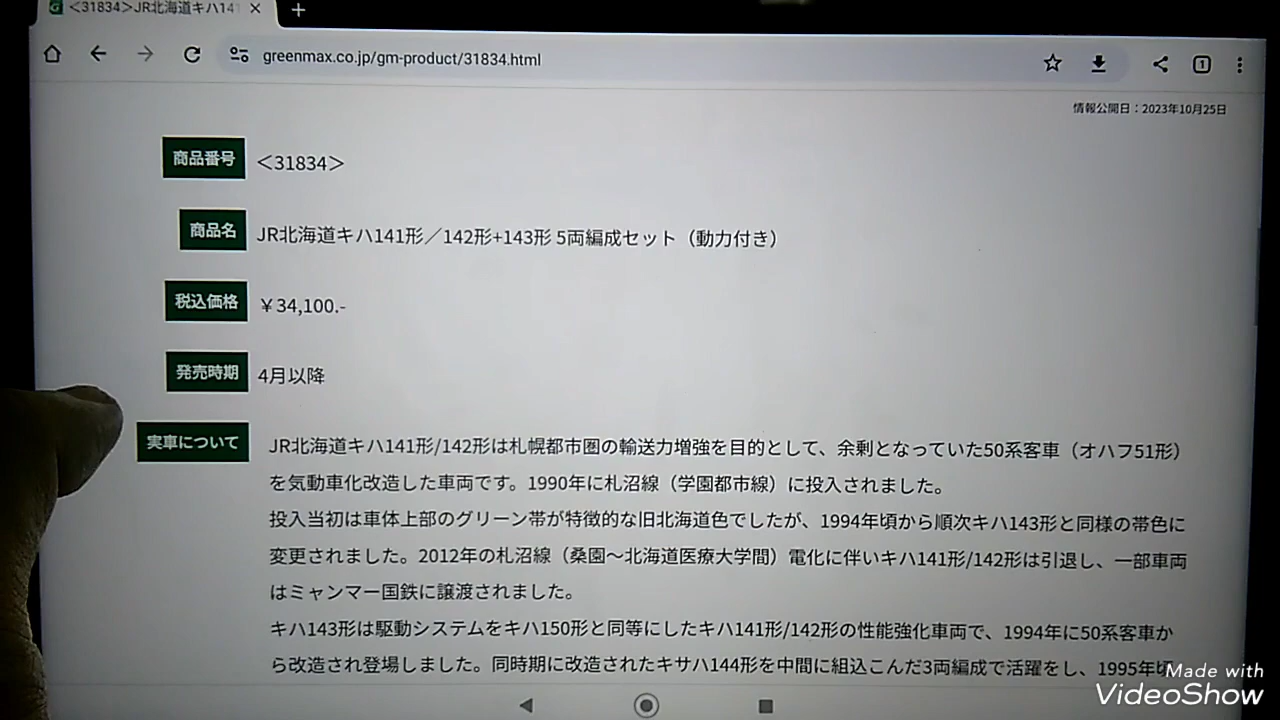 <31834>JR北海道キハ141
greenmax.co.jp/gm-product/31834.html
1
情報公開日：2023年10月25日
商品番号 ＜31834＞
商品名 JR北海道キハ141形／142形+143形 5両編成セット（動力付き）
税込価格 ￥34,100.-
発売時期 4月以降
実車について JR北海道キハ141形/142形は札幌都市圏の輸送力増強を目的として、余剰となっていた50系客車（オハフ51形）
を気動車化改造した車両です。1990年に札沼線（学園都市線）に投入されました。
投入当初は車体上部のグリーン帯が特徴的な旧北海道色でしたが、1994年頃から順次キハ143形と同様の帯色に
変更されました。2012年の札沼線（桑園～北海道医療大学間）電化に伴いキハ141形/142形は引退し、一部車両
はミャンマー国鉄に譲渡されました。
キハ143形は駆動システムをキハ150形と同等にしたキハ141形/142形の性能強化車両で、1994年に50系客車か
ら改造され登場しました。同時期に改造されたキサハ144形を中間に組込こんだ3両編成で活躍をし、1995年頃
Made with
VideoShow